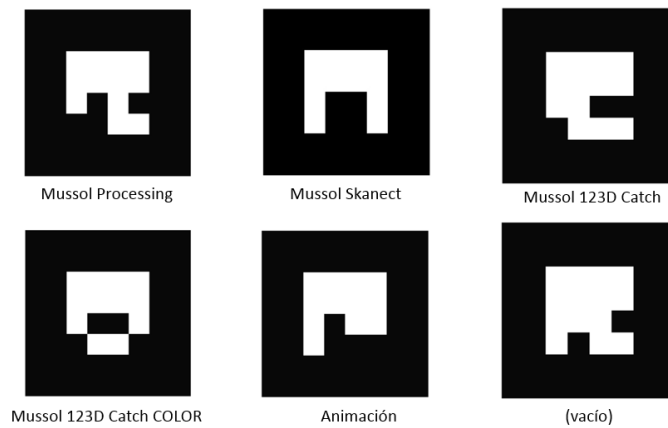 Mussol Processing
Mussol Skanect
Mussol 123D Catch
Mussol 123D Catch COLOR
Animación
(vacío)